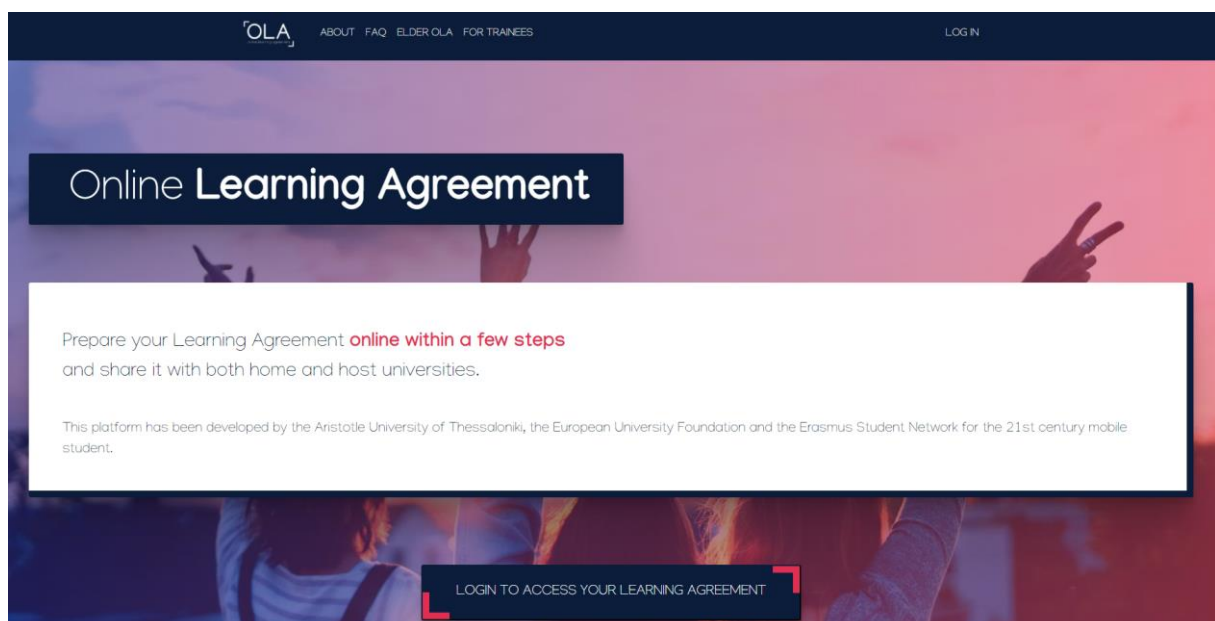 OLA
ABOUT FAQ ELDER OLA FOR TRAINEES
LOG IN
Online Learning Agreement
Prepare your Learning Agreement online within a few steps
and share it with both home and host universities.
This platform has been developed by the Aristotle University of Thessaloniki, the European University Foundation and the Erasmus Student Network for the 21st century mobile
student.
LOGIN TO ACCESS YOUR LEARNING AGREEMENT